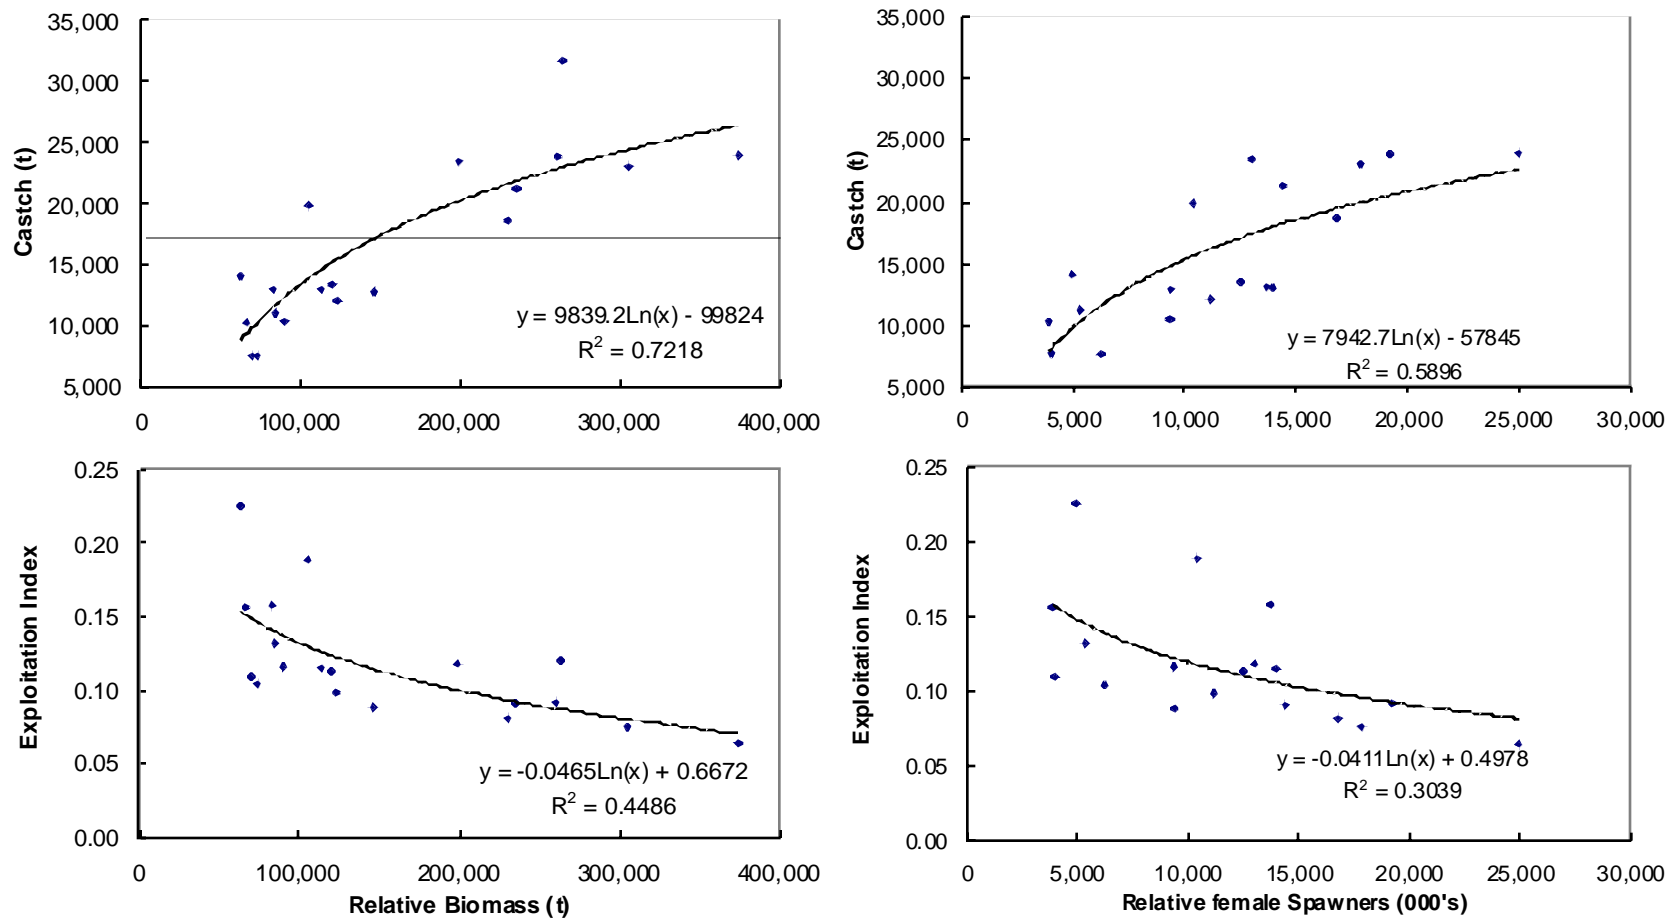 35,000
30,000
25,000
20,000
15,000
10,000
5,000
Castch (t)
y = 9839.2Ln(x) - 99824
R² = 0.7218
0 100,000 200,000 300,000 400,000
35,000
30,000
25,000
20,000
15,000
10,000
5,000
Castch (t)
y = 7942.7Ln(x) - 57845
R² = 0.5896
0 5,000 10,000 15,000 20,000 25,000 30,000
0.25
0.20
0.15
0.10
0.05
0.00
Exploitation Index
y = -0.0465Ln(x) + 0.6672
R² = 0.4486
0 100,000 200,000 300,000 400,000
Relative Biomass (t)
0.25
0.20
0.15
0.10
0.05
0.00
Exploitation Index
y = -0.0411Ln(x) + 0.4978
R² = 0.3039
0 5,000 10,000 15,000 20,000 25,000 30,000
Relative female Spawners (000's)